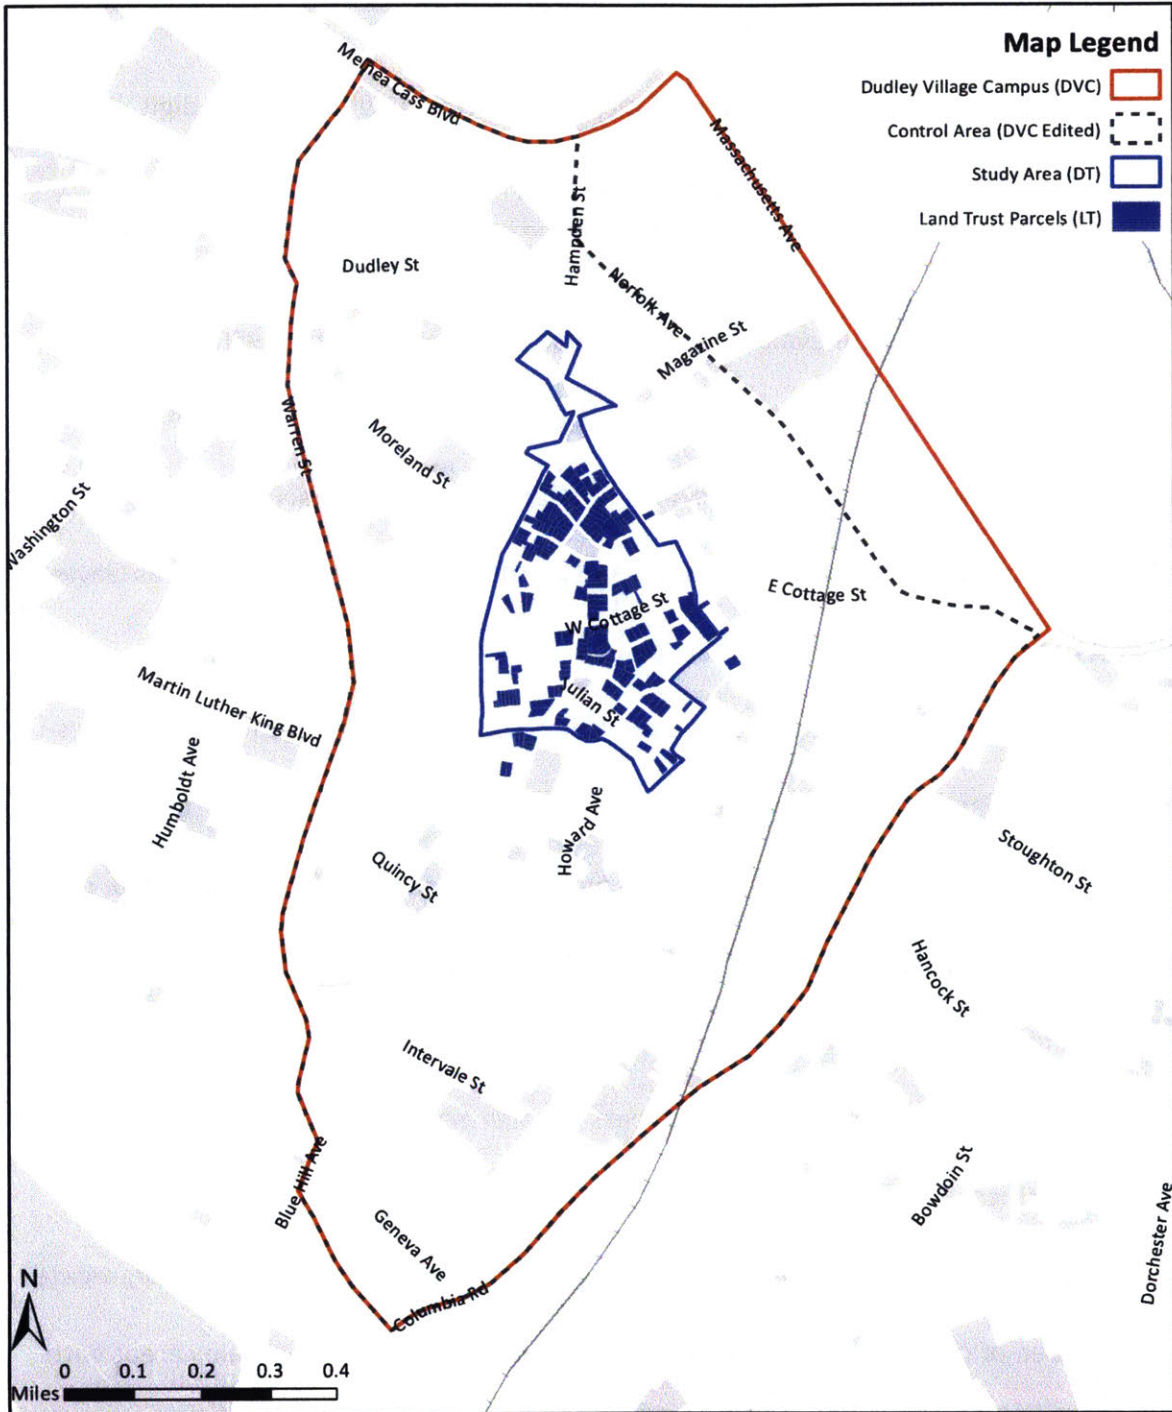 Map Legend
Dudley Village Campus (DVC)
Control Area (DVC Edited)
Study Area (DT)
Land Trust Parcels (LT)
Melnea Cass Blvd
Massachusetts Ave
Hampden St
Dudley St
Norfolk Ave
Magazine St
Warren St
Moreland St
Washington St
E Cottage St
W Cottage St
Julian St
Martin Luther King Blvd
Humboldt Ave
Howard Ave
Quincy St
Stoughton St
Hancock St
Intervale St
Blue Hill Ave
Bowdoin St
Geneva Ave
Dorchester Ave
Columbia Rd
N
0 0.1 0.2 0.3 0.4
Miles